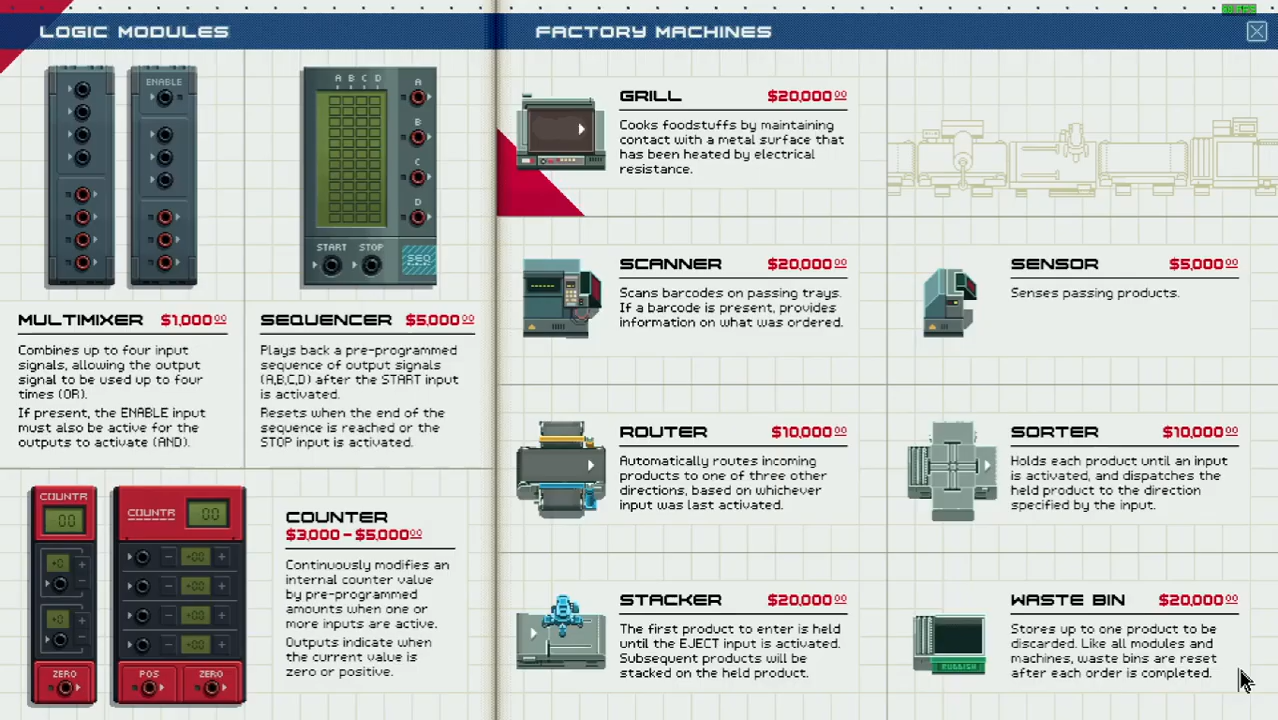 LOGIC MODULES
FACTORY MACHINES
ENABLE
A B C D
A
B
C
D
START STOP
SEQ
MULTIMIXER $1,000.00
Combines up to four input
signals, allowing the output
signal to be used up to four
times (OR).
If present, the ENABLE input
must also be active for the
outputs to activate (AND).
SEQUENCER $5,000.00
Plays back a pre-programmed
sequence of output signals
(A,B,C,D) after the START input
is activated.
Resets when the end of the
sequence is reached or the
STOP input is activated.
COUNTR
00
+0
+
-
+0
+
-
ZERO
COUNTR
00
- +00 +
- +00 +
- +00 +
- +00 +
POS ZERO
COUNTER
$3,000 – $5,000.00
Continuously modifies an
internal counter value
by pre-programmed
amounts when one or
more inputs are active.
Outputs indicate when
the current value is
zero or positive.
GRILL $20,000.00
Cooks foodstuffs by maintaining
contact with a metal surface that
has been heated by electrical
resistance.
SCANNER $20,000.00
Scans barcodes on passing trays.
If a barcode is present, provides
information on what was ordered.
SENSOR $5,000.00
Senses passing products.
ROUTER $10,000.00
Automatically routes incoming
products to one of three other
directions, based on whichever
input was last activated.
SORTER $10,000.00
Holds each product until an input
is activated, and dispatches the
held product to the direction
specified by the input.
STACKER $20,000.00
The first product to enter is held
until the EJECT input is activated.
Subsequent products will be
stacked on the held product.
WASTE BIN $20,000.00
Stores up to one product to be
discarded. Like all modules and
machines, waste bins are reset
after each order is completed.
RUBBISH